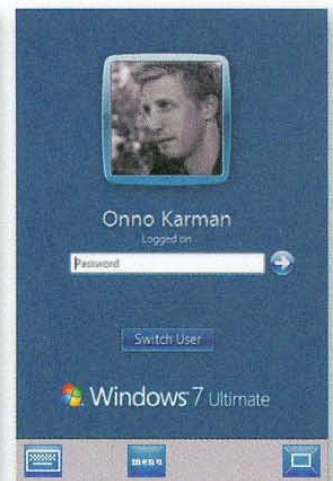 Onno Karman
Logged on
Password
Switch User
Windows 7 Ultimate
menu